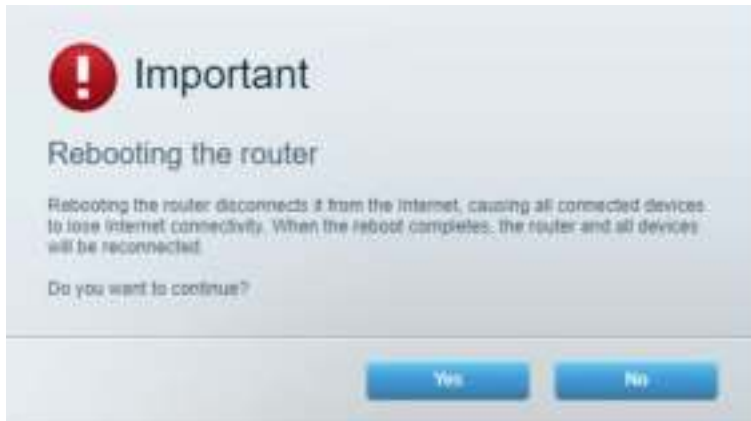 Important
Rebooting the router
Rebooting the router disconnects it from the Internet, causing all connected devices
to lose Internet connectivity. When the reboot completes, the router and all devices
will be reconnected.
Do you want to continue?
Yes
No